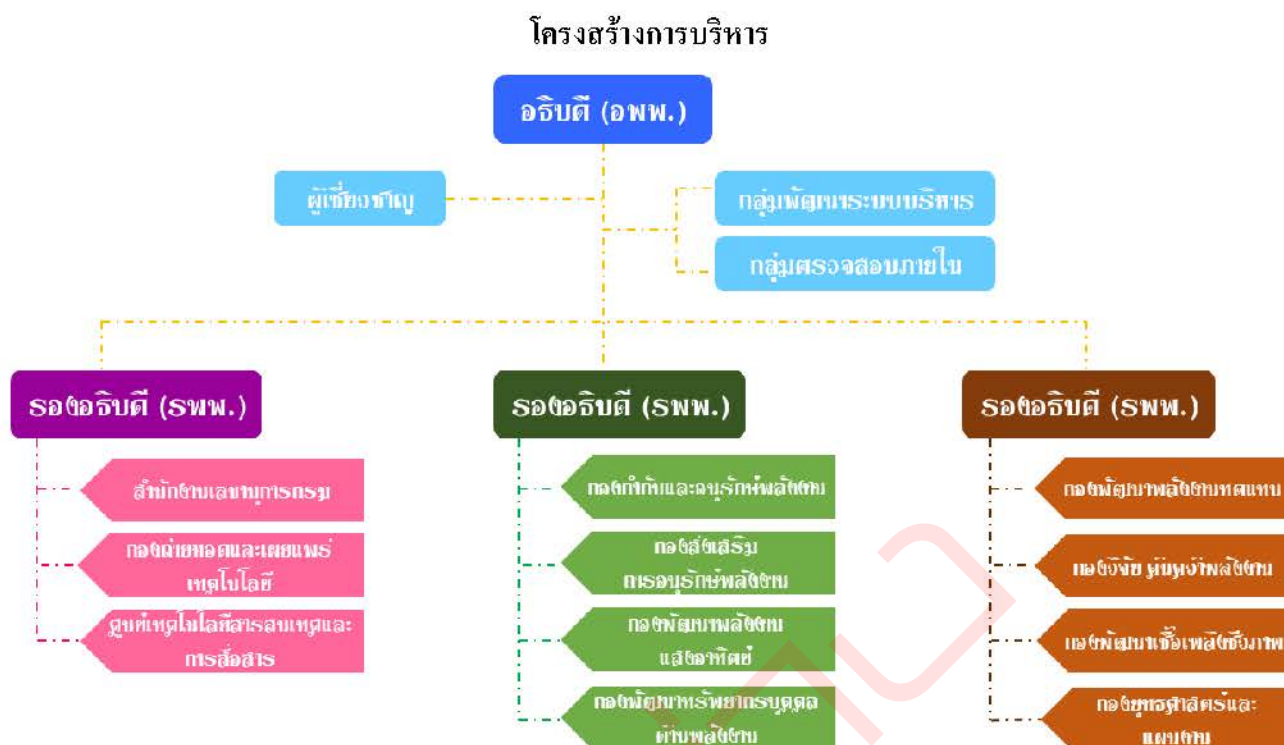 โครงสร้างการบริหาร
อธิบดี (อพพ.)
ผู้เชี่ยวชาญ
กลุ่มพัฒนาระบบบริหาร
กลุ่มตรวจสอบภายใน
รองอธิบดี (รพพ.)
รองอธิบดี (รพพ.)
รองอธิบดี (รพพ.)
สำนักงานเลขานุการกรม
กองถ่ายทอดและเผยแพร่
เทคโนโลยี
ศูนย์เทคโนโลยีสารสนเทศและ
การสื่อสาร
กองกำกับและอนุรักษ์พลังงาน
กองส่งเสริม
การอนุรักษ์พลังงาน
กองพัฒนาพลังงาน
แสงอาทิตย์
กองพัฒนาทรัพยากรบุคคล
ด้านพลังงาน
กองพัฒนาพลังงานทดแทน
กองวิจัย ค้นคว้าพลังงาน
กองพัฒนาเชื้อเพลิงชีวภาพ
กองยุทธศาสตร์และ
แผนงาน